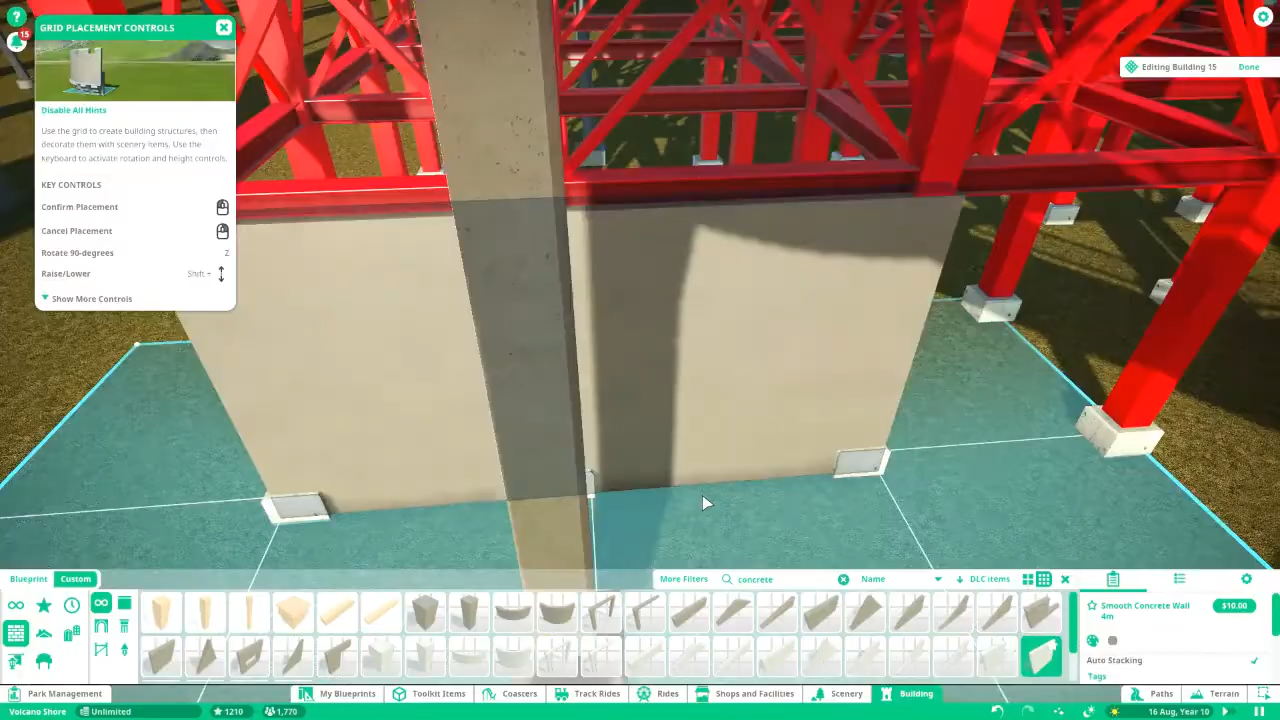 ?
GRID PLACEMENT CONTROLS
15
Editing Building 15
Done
Disable All Hints
Use the grid to create building structures, then
decorate them with scenery items. Use the
keyboard to activate rotation and height controls.
KEY CONTROLS
Confirm Placement
Cancel Placement
Rotate 90-degrees Z
Raise/Lower Shift +
Show More Controls
Blueprint Custom
More Filters concrete Name DLC items
Smooth Concrete Wall
4m
$10.00
Auto Stacking
Tags
Park Management My Blueprints Toolkit Items Coasters Track Rides Rides Shops and Facilities Scenery Building Paths Terrain
Volcano Shore Unlimited 1210 1,770 16 Aug, Year 10